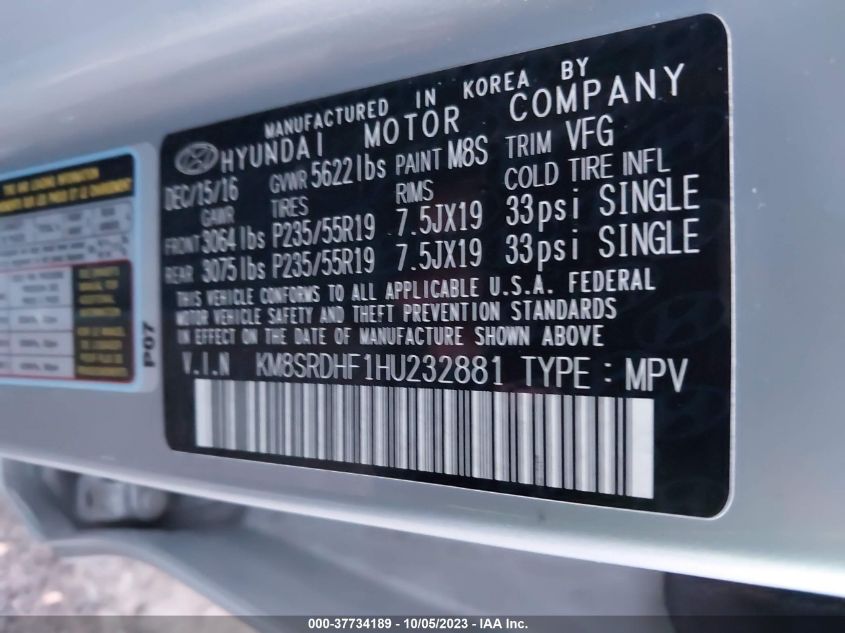 MANUFACTURED IN KOREA BY
HYUNDAI MOTOR COMPANY
DEC/15/16 GVWR 5622lbs PAINT M8S TRIM VFG
GAWR TIRES RIMS COLD TIRE INFL
FRONT 3064lbs P235/55R19 7.5JX19 33psi SINGLE
REAR 3075lbs P235/55R19 7.5JX19 33psi SINGLE
THIS VEHICLE CONFORMS TO ALL APPLICABLE U.S.A. FEDERAL
MOTOR VEHICLE SAFETY AND THEFT PREVENTION STANDARDS
IN EFFECT ON THE DATE OF MANUFACTURE SHOWN ABOVE
V.I.N KM8SRDHF1HU232881 TYPE : MPV
P07
000-37734189 - 10/05/2023 - IAA Inc.